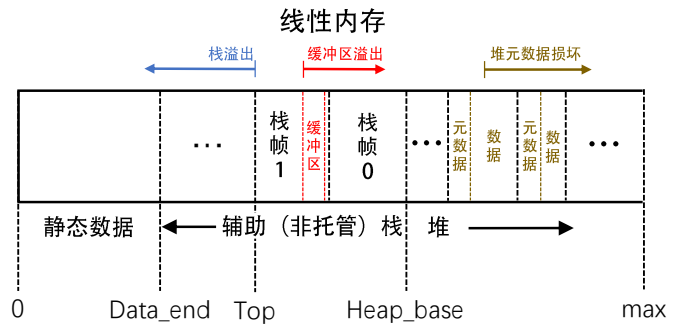 线性内存
栈溢出
缓冲区溢出
堆元数据损坏
...
栈帧1
缓冲区
栈帧0
...
元数据
数据
元数据
数据
...
静态数据
辅助（非托管）栈
堆
0
Data_end
Top
Heap_base
max